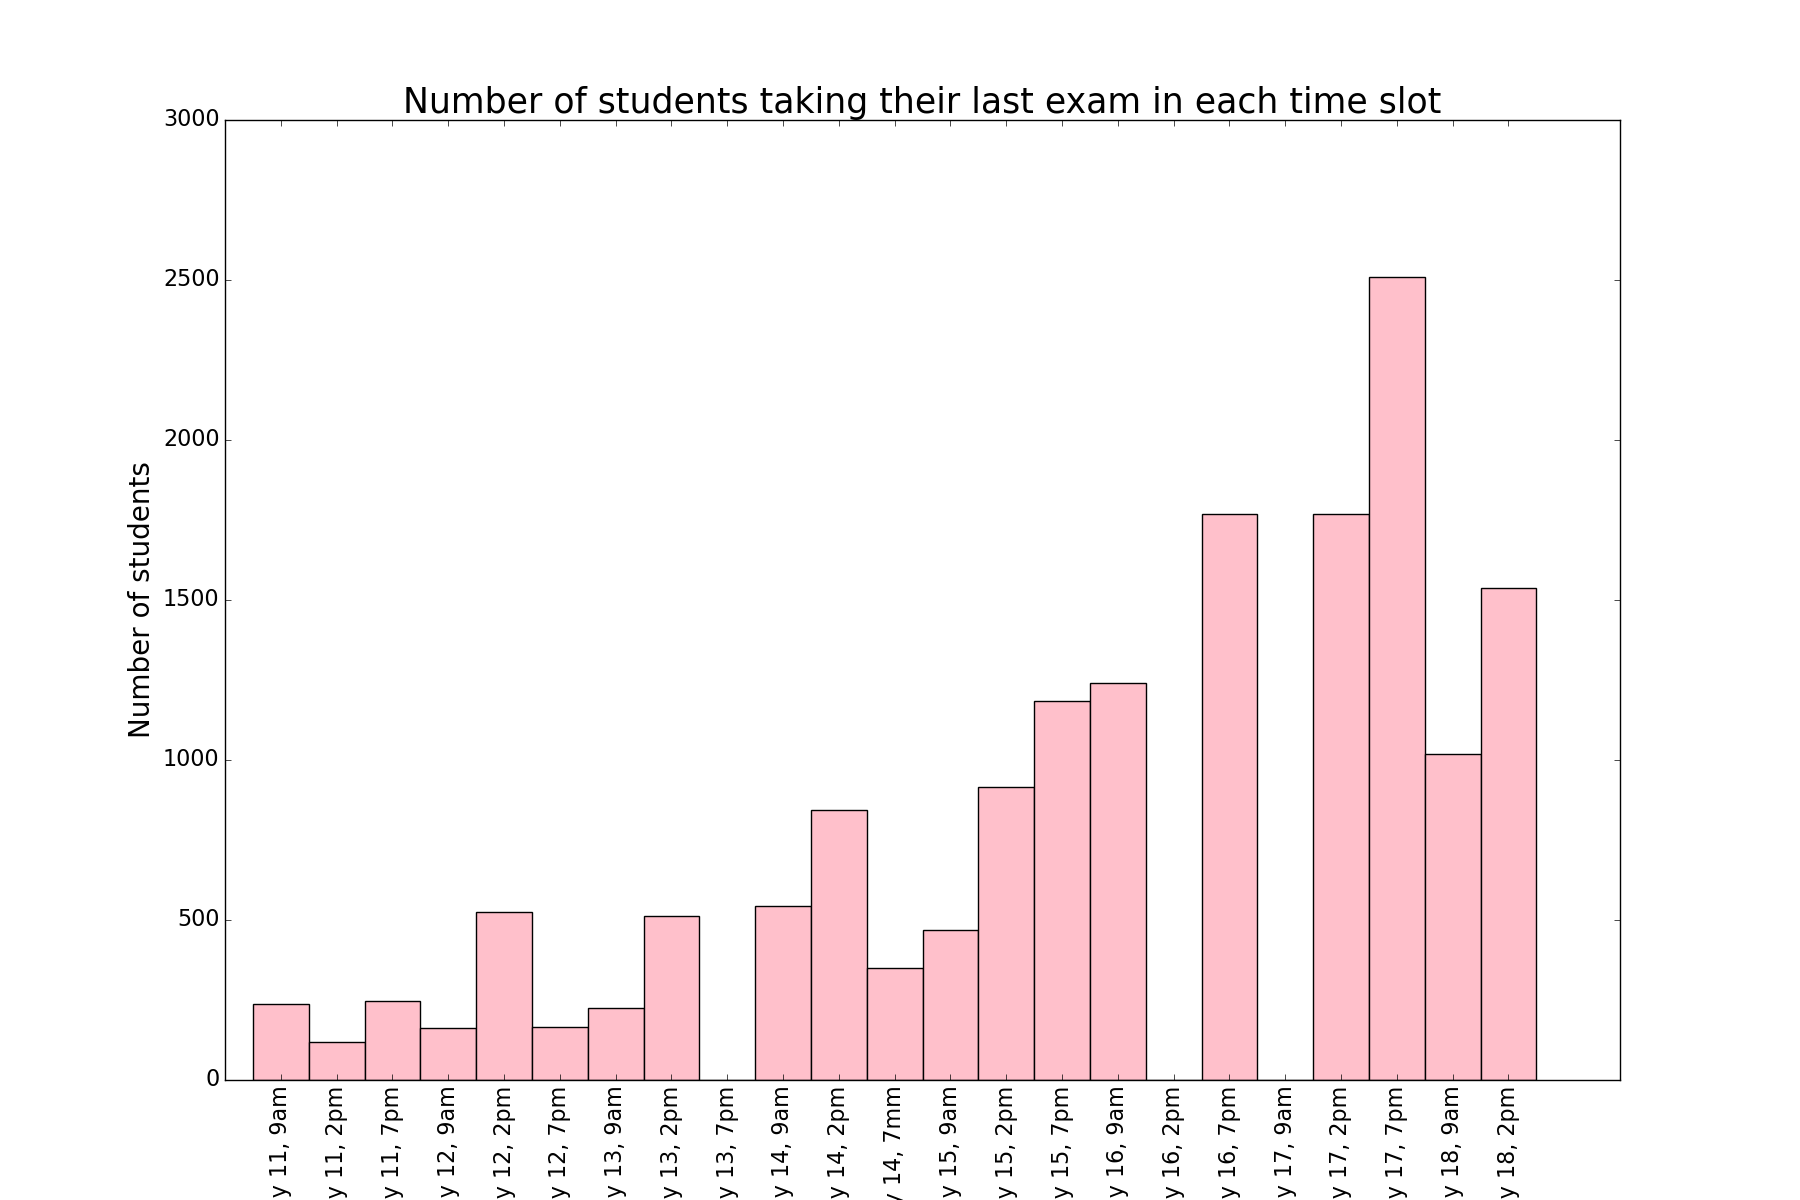 Number of students taking their last exam in each time slot
Number of students
3000
2500
2000
1500
1000
500
0
y 11, 9am
y 11, 2pm
y 11, 7pm
y 12, 9am
y 12, 2pm
y 12, 7pm
y 13, 9am
y 13, 2pm
y 13, 7pm
y 14, 9am
y 14, 2pm
y 14, 7mm
y 15, 9am
y 15, 2pm
y 15, 7pm
y 16, 9am
y 16, 2pm
y 16, 7pm
y 17, 9am
y 17, 2pm
y 17, 7pm
y 18, 9am
y 18, 2pm